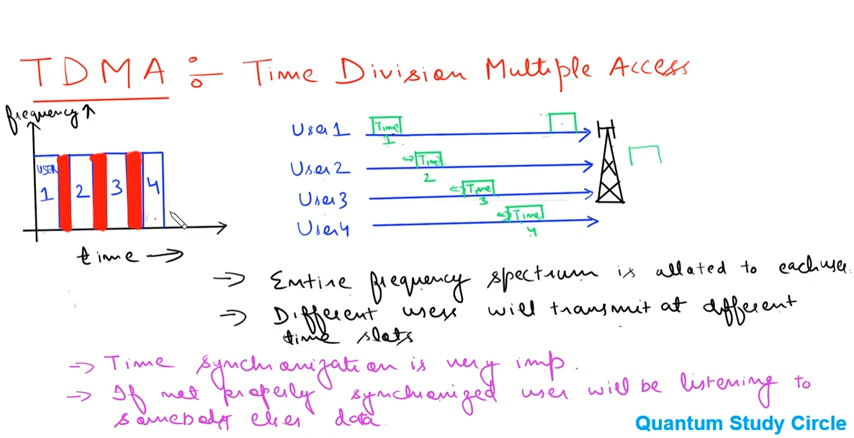 TDMA ÷ Time Division Multiple Access
frequency ↑
USER
1 2 3 4
time →
User1 Time 1
User2 Time 2
User3 Time 3
User4 Time 4
→ Entire frequency spectrum is allated to each use
→ Different users will transmit at different
time slots
→ Time synchronization is very imp.
→ If not properly synchronized user will be listening to
somebody elses data
Quantum Study Circle